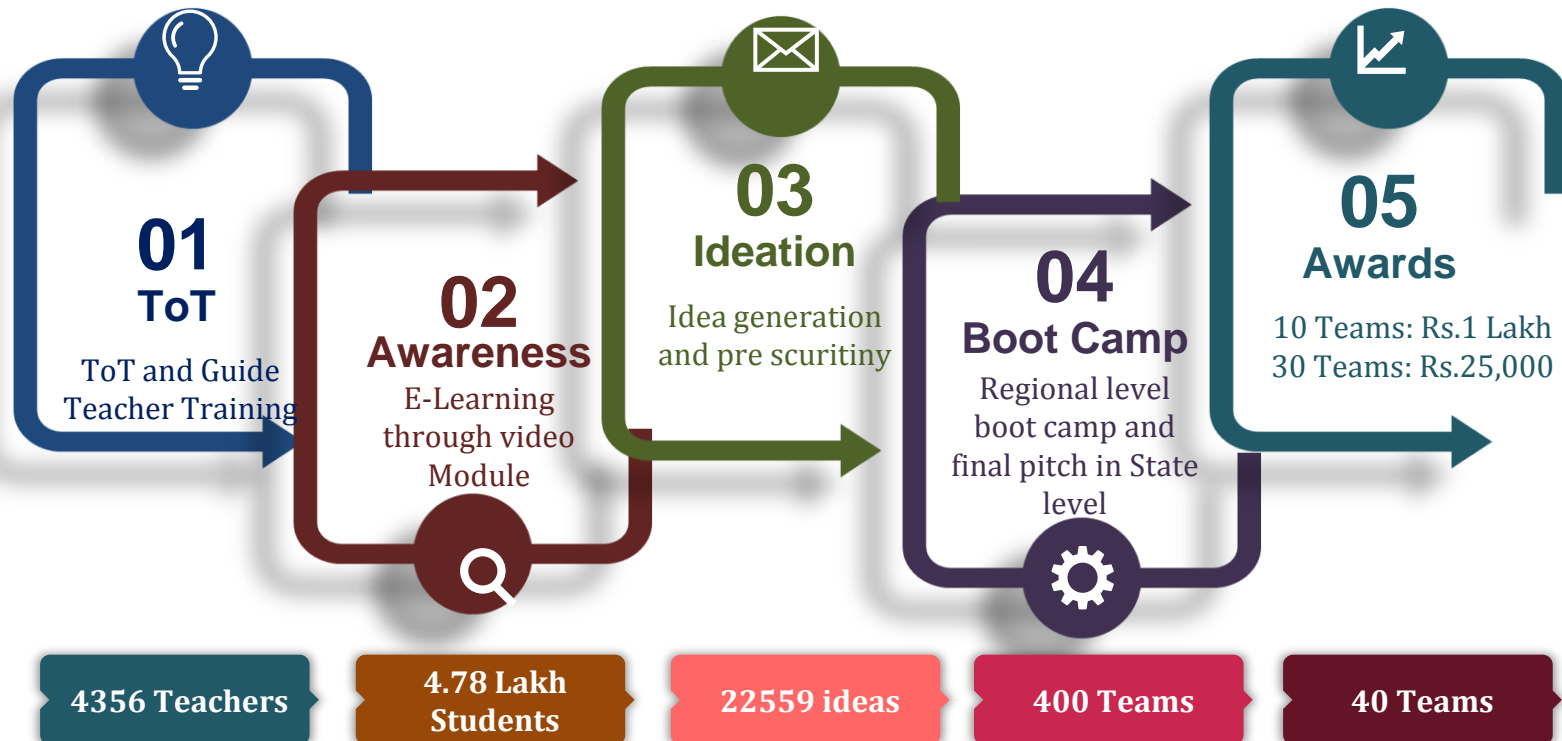 01
ToT
ToT and Guide
Teacher Training
02
Awareness
E-Learning
through video
Module
03
Ideation
Idea generation
and pre scuritiny
04
Boot Camp
Regional level
boot camp and
final pitch in State
level
05
Awards
10 Teams: Rs.1 Lakh
30 Teams: Rs.25,000
4356 Teachers
4.78 Lakh
Students
22559 ideas
400 Teams
40 Teams